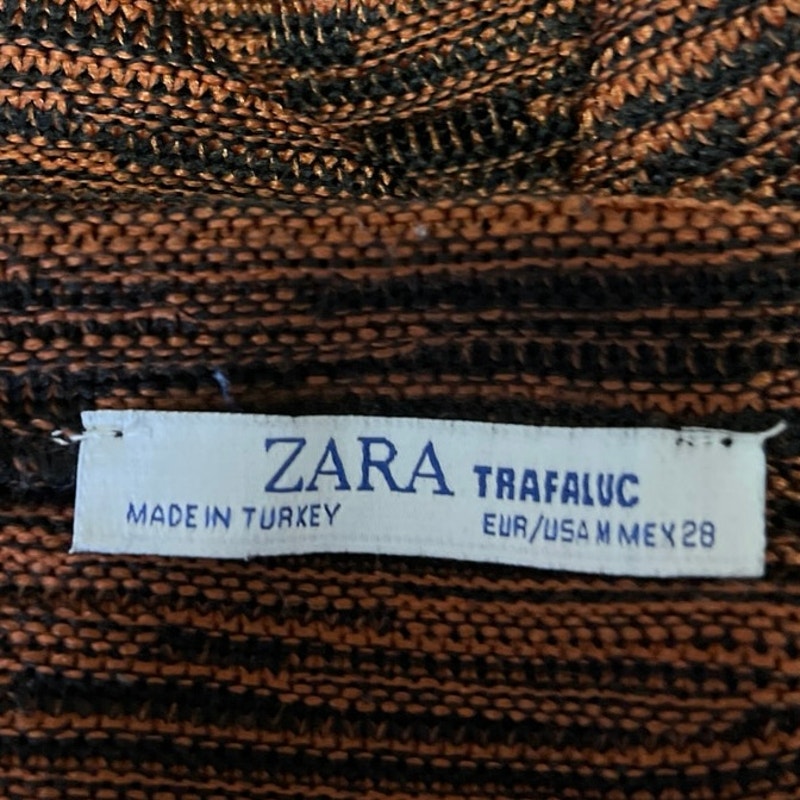 ZARA TRAFALUC
MADE IN TURKEY EUR/USA M MEX 28